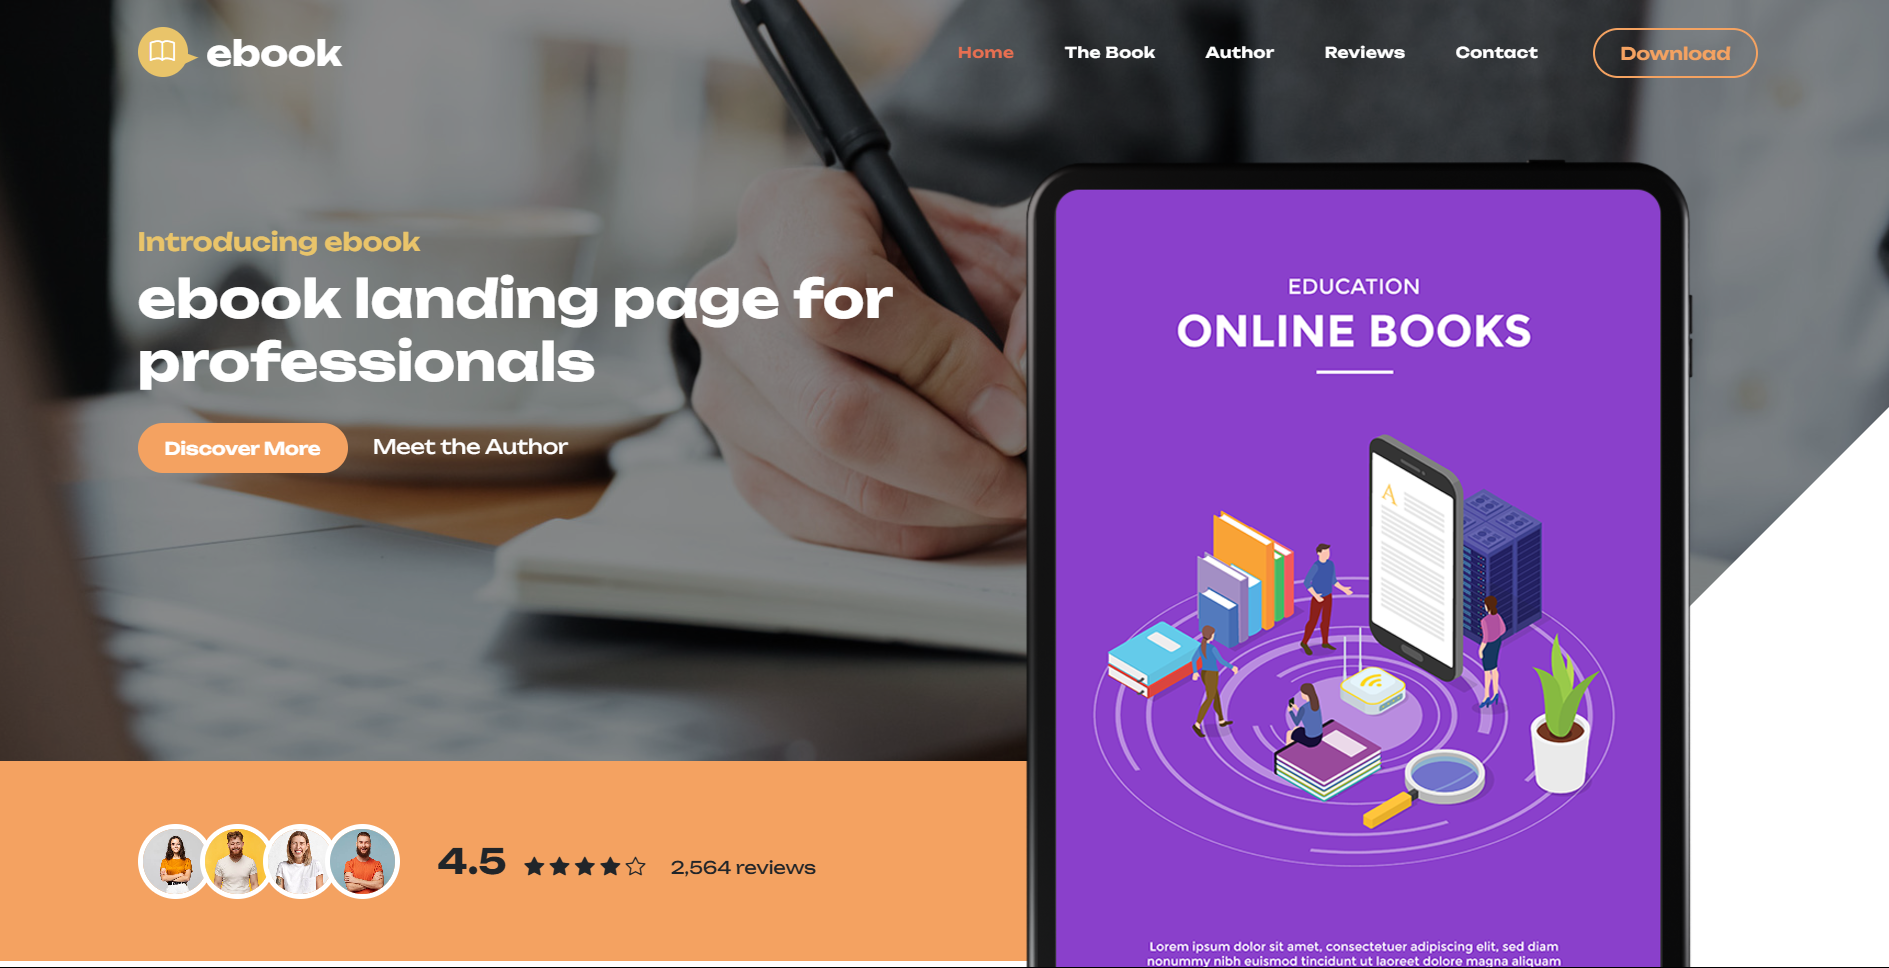 ebook
Home
The Book
Author
Reviews
Contact
Download
Introducing ebook
ebook landing page for
professionals
Discover More
Meet the Author
4.5
2,564 reviews
EDUCATION
ONLINE BOOKS
A
Lorem ipsum dolor sit amet, consectetuer adipiscing elit, sed diam
nonummy nibh euismod tincidunt ut laoreet dolore magna aliquam